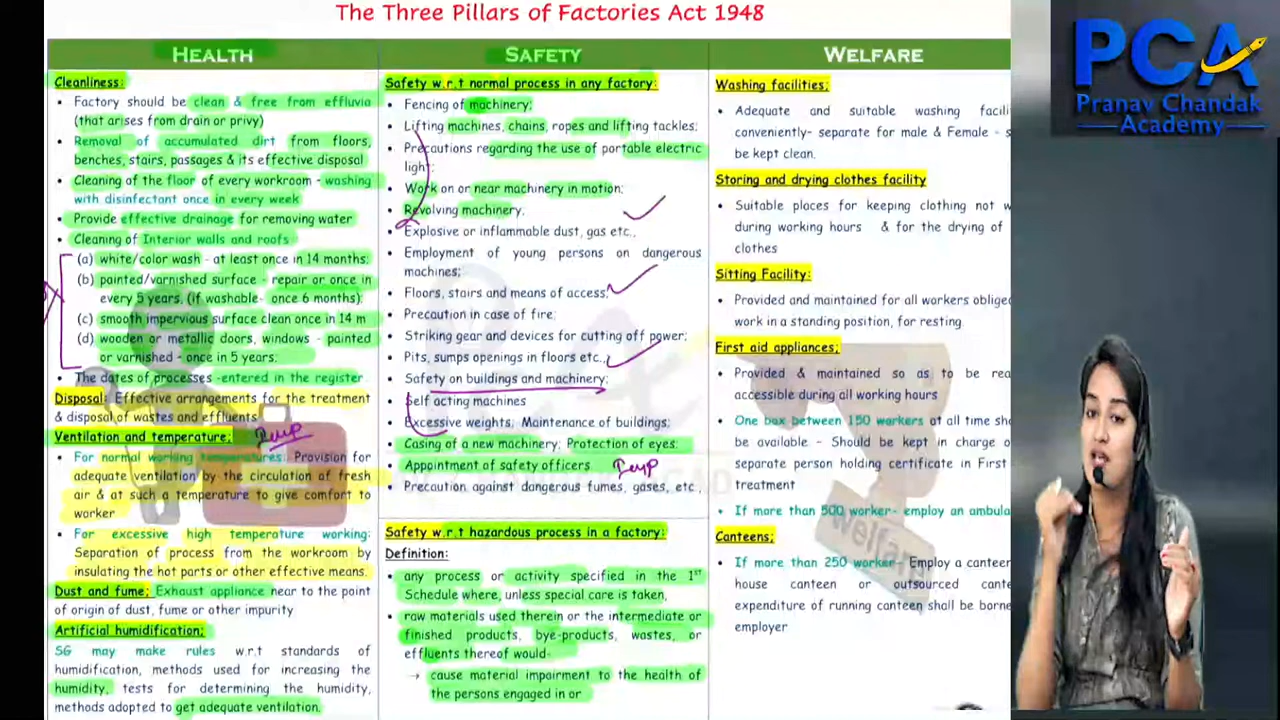 The Three Pillars of Factories Act 1948
HEALTH
Cleanliness:
• Factory should be clean & free from effluvia
(that arises from drain or privy)
• Removal of accumulated dirt from floors,
benches, stairs, passages & its effective disposal
• Cleaning of the floor of every workroom - washing
with disinfectant once in every week
• Provide effective drainage for removing water
• Cleaning of Interior walls and roofs
(a) white/color wash - at least once in 14 months;
(b) painted/varnished surface - repair or once in
every 5 years. (if washable- once 6 months);
(c) smooth impervious surface clean once in 14 m
(d) wooden or metallic doors, windows - painted
or varnished - once in 5 years;
• The dates of processes -entered in the register
Disposal: Effective arrangements for the treatment
& disposal of wastes and effluents
Ventilation and temperature; Imp
• For normal working temperatures: Provision for
adequate ventilation by the circulation of fresh
air & at such a temperature to give comfort to
worker
• For excessive high temperature working:
Separation of process from the workroom by
insulating the hot parts or other effective means.
Dust and fume; Exhaust appliance near to the point
of origin of dust, fume or other impurity
Artificial humidification;
SG may make rules w.r.t standards of
humidification, methods used for increasing the
humidity, tests for determining the humidity,
methods adopted to get adequate ventilation.
SAFETY
Safety w.r.t normal process in any factory:
• Fencing of machinery;
• Lifting machines, chains, ropes and lifting tackles;
• Precautions regarding the use of portable electric
light;
• Work on or near machinery in motion;
• Revolving machinery;
• Explosive or inflammable dust, gas etc.,
• Employment of young persons on dangerous
machines;
• Floors, stairs and means of access;
• Precaution in case of fire;
• Striking gear and devices for cutting off power;
• Pits, sumps openings in floors etc.,
• Safety on buildings and machinery;
• Self acting machines
• Excessive weights; Maintenance of buildings;
• Casing of a new machinery; Protection of eyes;
• Appointment of safety officers Imp
• Precaution against dangerous fumes, gases, etc.,
Safety w.r.t hazardous process in a factory:
Definition:
• any process or activity specified in the 1st
Schedule where, unless special care is taken,
• raw materials used therein or the intermediate or
finished products, bye-products, wastes, or
effluents thereof would-
→ cause material impairment to the health of
the persons engaged in or
WELFARE
Washing facilities;
• Adequate and suitable washing facili
conveniently- separate for male & Female - s
be kept clean.
Storing and drying clothes facility
• Suitable places for keeping clothing not w
during working hours & for the drying of
clothes
Sitting Facility:
• Provided and maintained for all workers oblige
work in a standing position, for resting
First aid appliances;
• Provided & maintained so as to be rea
accessible during all working hours
• One box between 150 workers at all time sho
be available - Should be kept in charge o
separate person holding certificate in First
treatment
• If more than 500 worker- employ an ambula
Canteens;
• If more than 250 worker- Employ a canteen
house canteen or outsourced cante
expenditure of running canteen shall be borne
employer
Welfare
PCA
Pranav Chandak
Academy